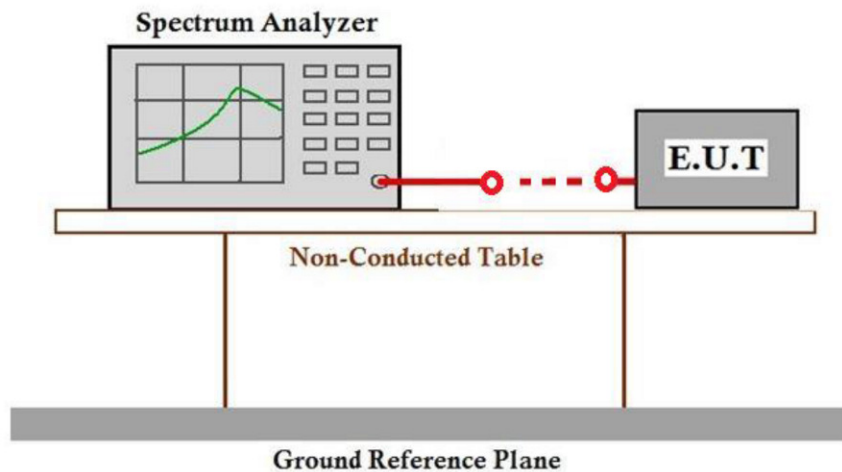 Spectrum Analyzer
E.U.T
Non-Conducted Table
Ground Reference Plane